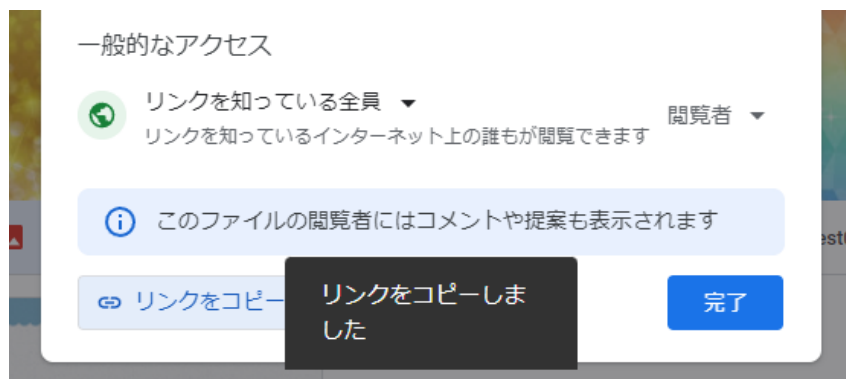 一般的なアクセス
リンクを知っている全員
閲覧者
リンクを知っているインターネット上の誰もが閲覧できます
このファイルの閲覧者にはコメントや提案も表示されます
リンクをコピー
リンクをコピーしま
した
完了